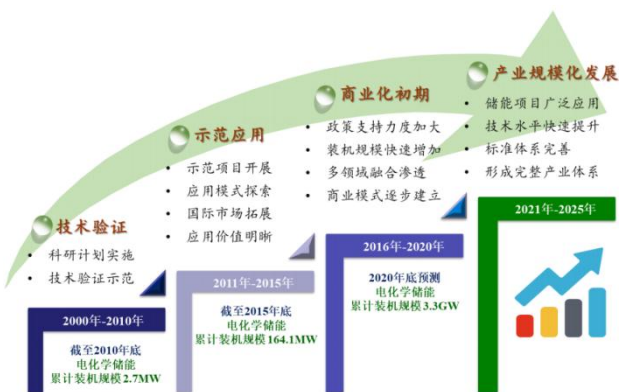 技术验证
科研计划实施
技术验证示范
2000年-2010年
截至2010年底
电化学储能
累计装机规模2.7MW
示范应用
示范项目开展
应用模式探索
国际市场拓展
应用价值明晰
2011年-2015年
截至2015年底
电化学储能
累计装机规模164.1MW
商业化初期
政策支持力度加大
装机规模快速增加
多领域融合渗透
商业模式逐步建立
2016年-2020年
2020年底预测
电化学储能
累计装机规模3.3GW
产业规模化发展
储能项目广泛应用
技术水平快速提升
标准体系完善
形成完整产业体系
2021年-2025年